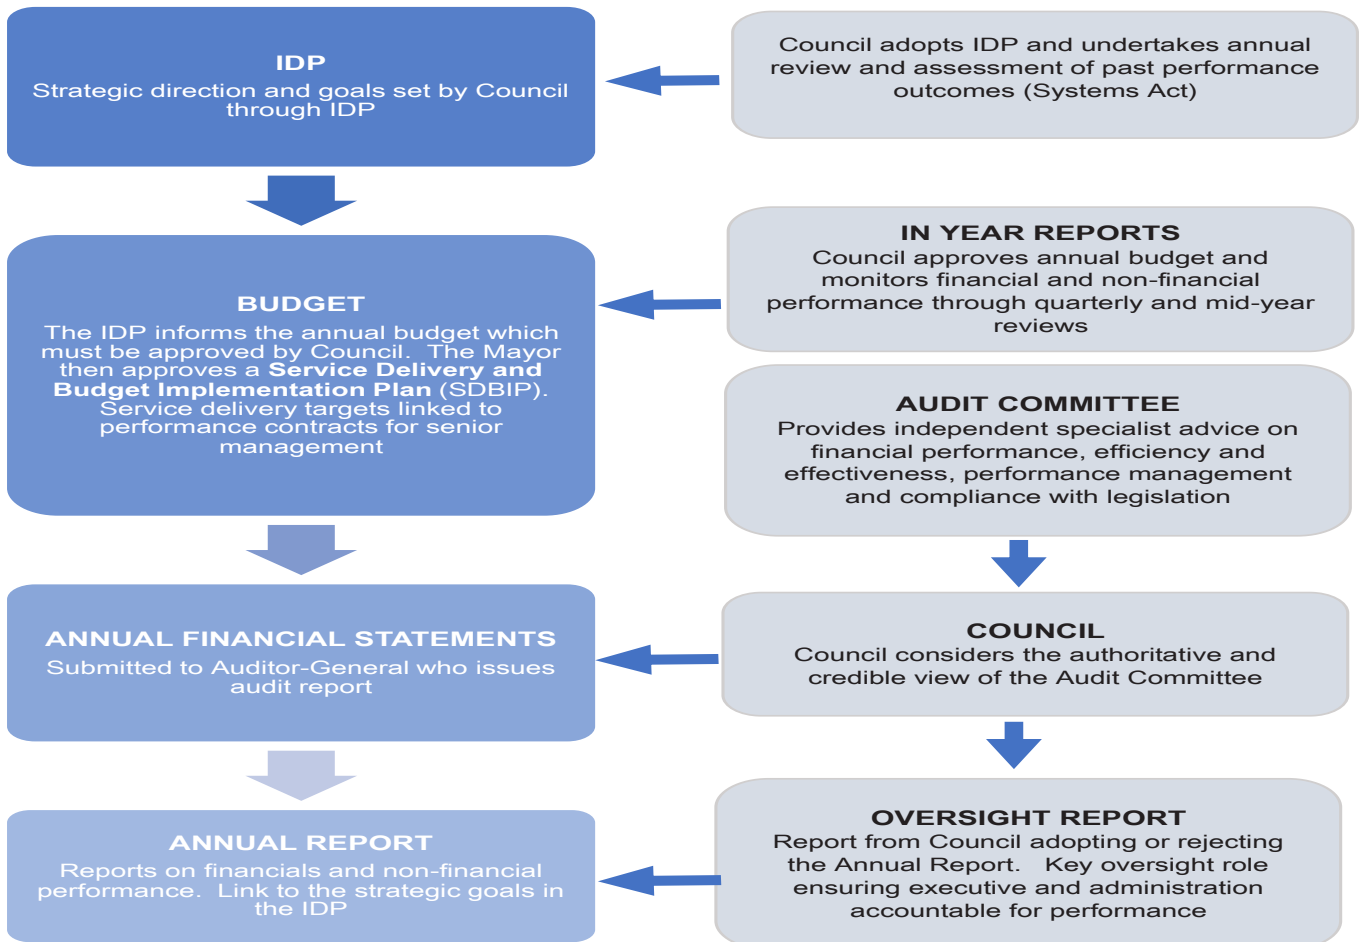 IDP
Strategic direction and goals set by Council
through IDP
Council adopts IDP and undertakes annual
review and assessment of past performance
outcomes (Systems Act)
BUDGET
The IDP informs the annual budget which
must be approved by Council. The Mayor
then approves a Service Delivery and
Budget Implementation Plan (SDBIP).
Service delivery targets linked to
performance contracts for senior
management
IN YEAR REPORTS
Council approves annual budget and
monitors financial and non-financial
performance through quarterly and mid-year
reviews
AUDIT COMMITTEE
Provides independent specialist advice on
financial performance, efficiency and
effectiveness, performance management
and compliance with legislation
ANNUAL FINANCIAL STATEMENTS
Submitted to Auditor-General who issues
audit report
COUNCIL
Council considers the authoritative and
credible view of the Audit Committee
ANNUAL REPORT
Reports on financials and non-financial
performance. Link to the strategic goals in
the IDP
OVERSIGHT REPORT
Report from Council adopting or rejecting
the Annual Report. Key oversight role
ensuring executive and administration
accountable for performance